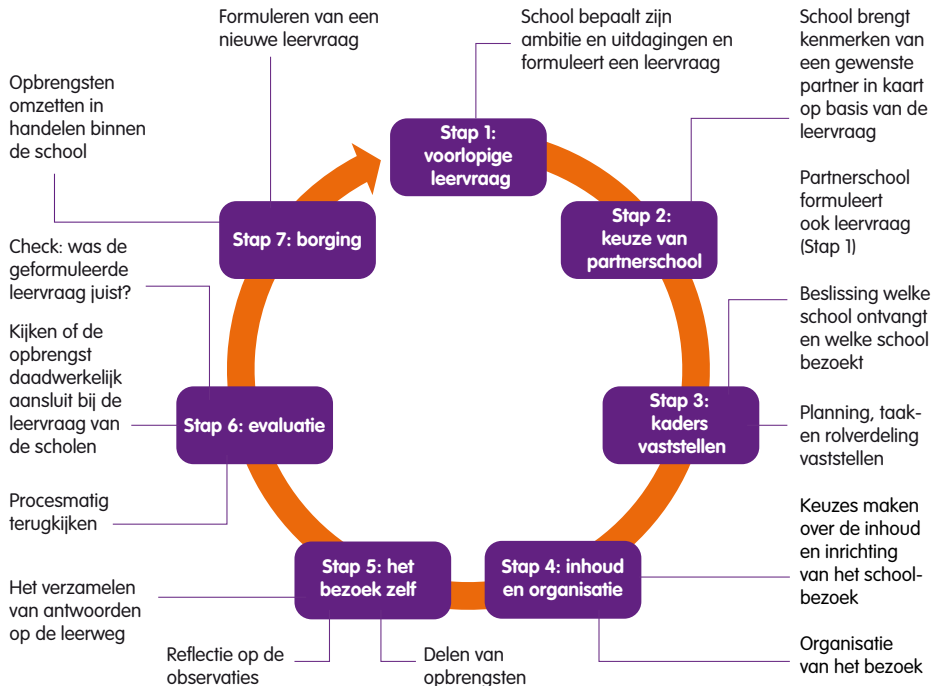 Formuleren van een
nieuwe leervraag
School bepaalt zijn
ambitie en uitdagingen en
formuleert een leervraag
School brengt
kenmerken van
een gewenste
partner in kaart
op basis van de
leervraag
Partnerschool
formuleert
ook leervraag
(Stap 1)
Beslissing welke
school ontvangt
en welke school
bezoekt
Planning, taak-
en rolverdeling
vaststellen
Keuzes maken
over de inhoud
en inrichting
van het school-
bezoek
Organisatie
van het bezoek
Delen van
opbrengsten
Reflectie op de
observaties
Het verzamelen
van antwoorden
op de leerweg
Procesmatig
terugkijken
Kijken of de
opbrengst
daadwerkelijk
aansluit bij de
leervraag van
de scholen
Check: was de
geformuleerde
leervraag juist?
Opbrengsten
omzetten in
handelen binnen
de school
Stap 1:
voorlopige
leervraag
Stap 2:
keuze van
partnerschool
Stap 3:
kaders
vaststellen
Stap 4: inhoud
en organisatie
Stap 5: het
bezoek zelf
Stap 6: evaluatie
Stap 7: borging